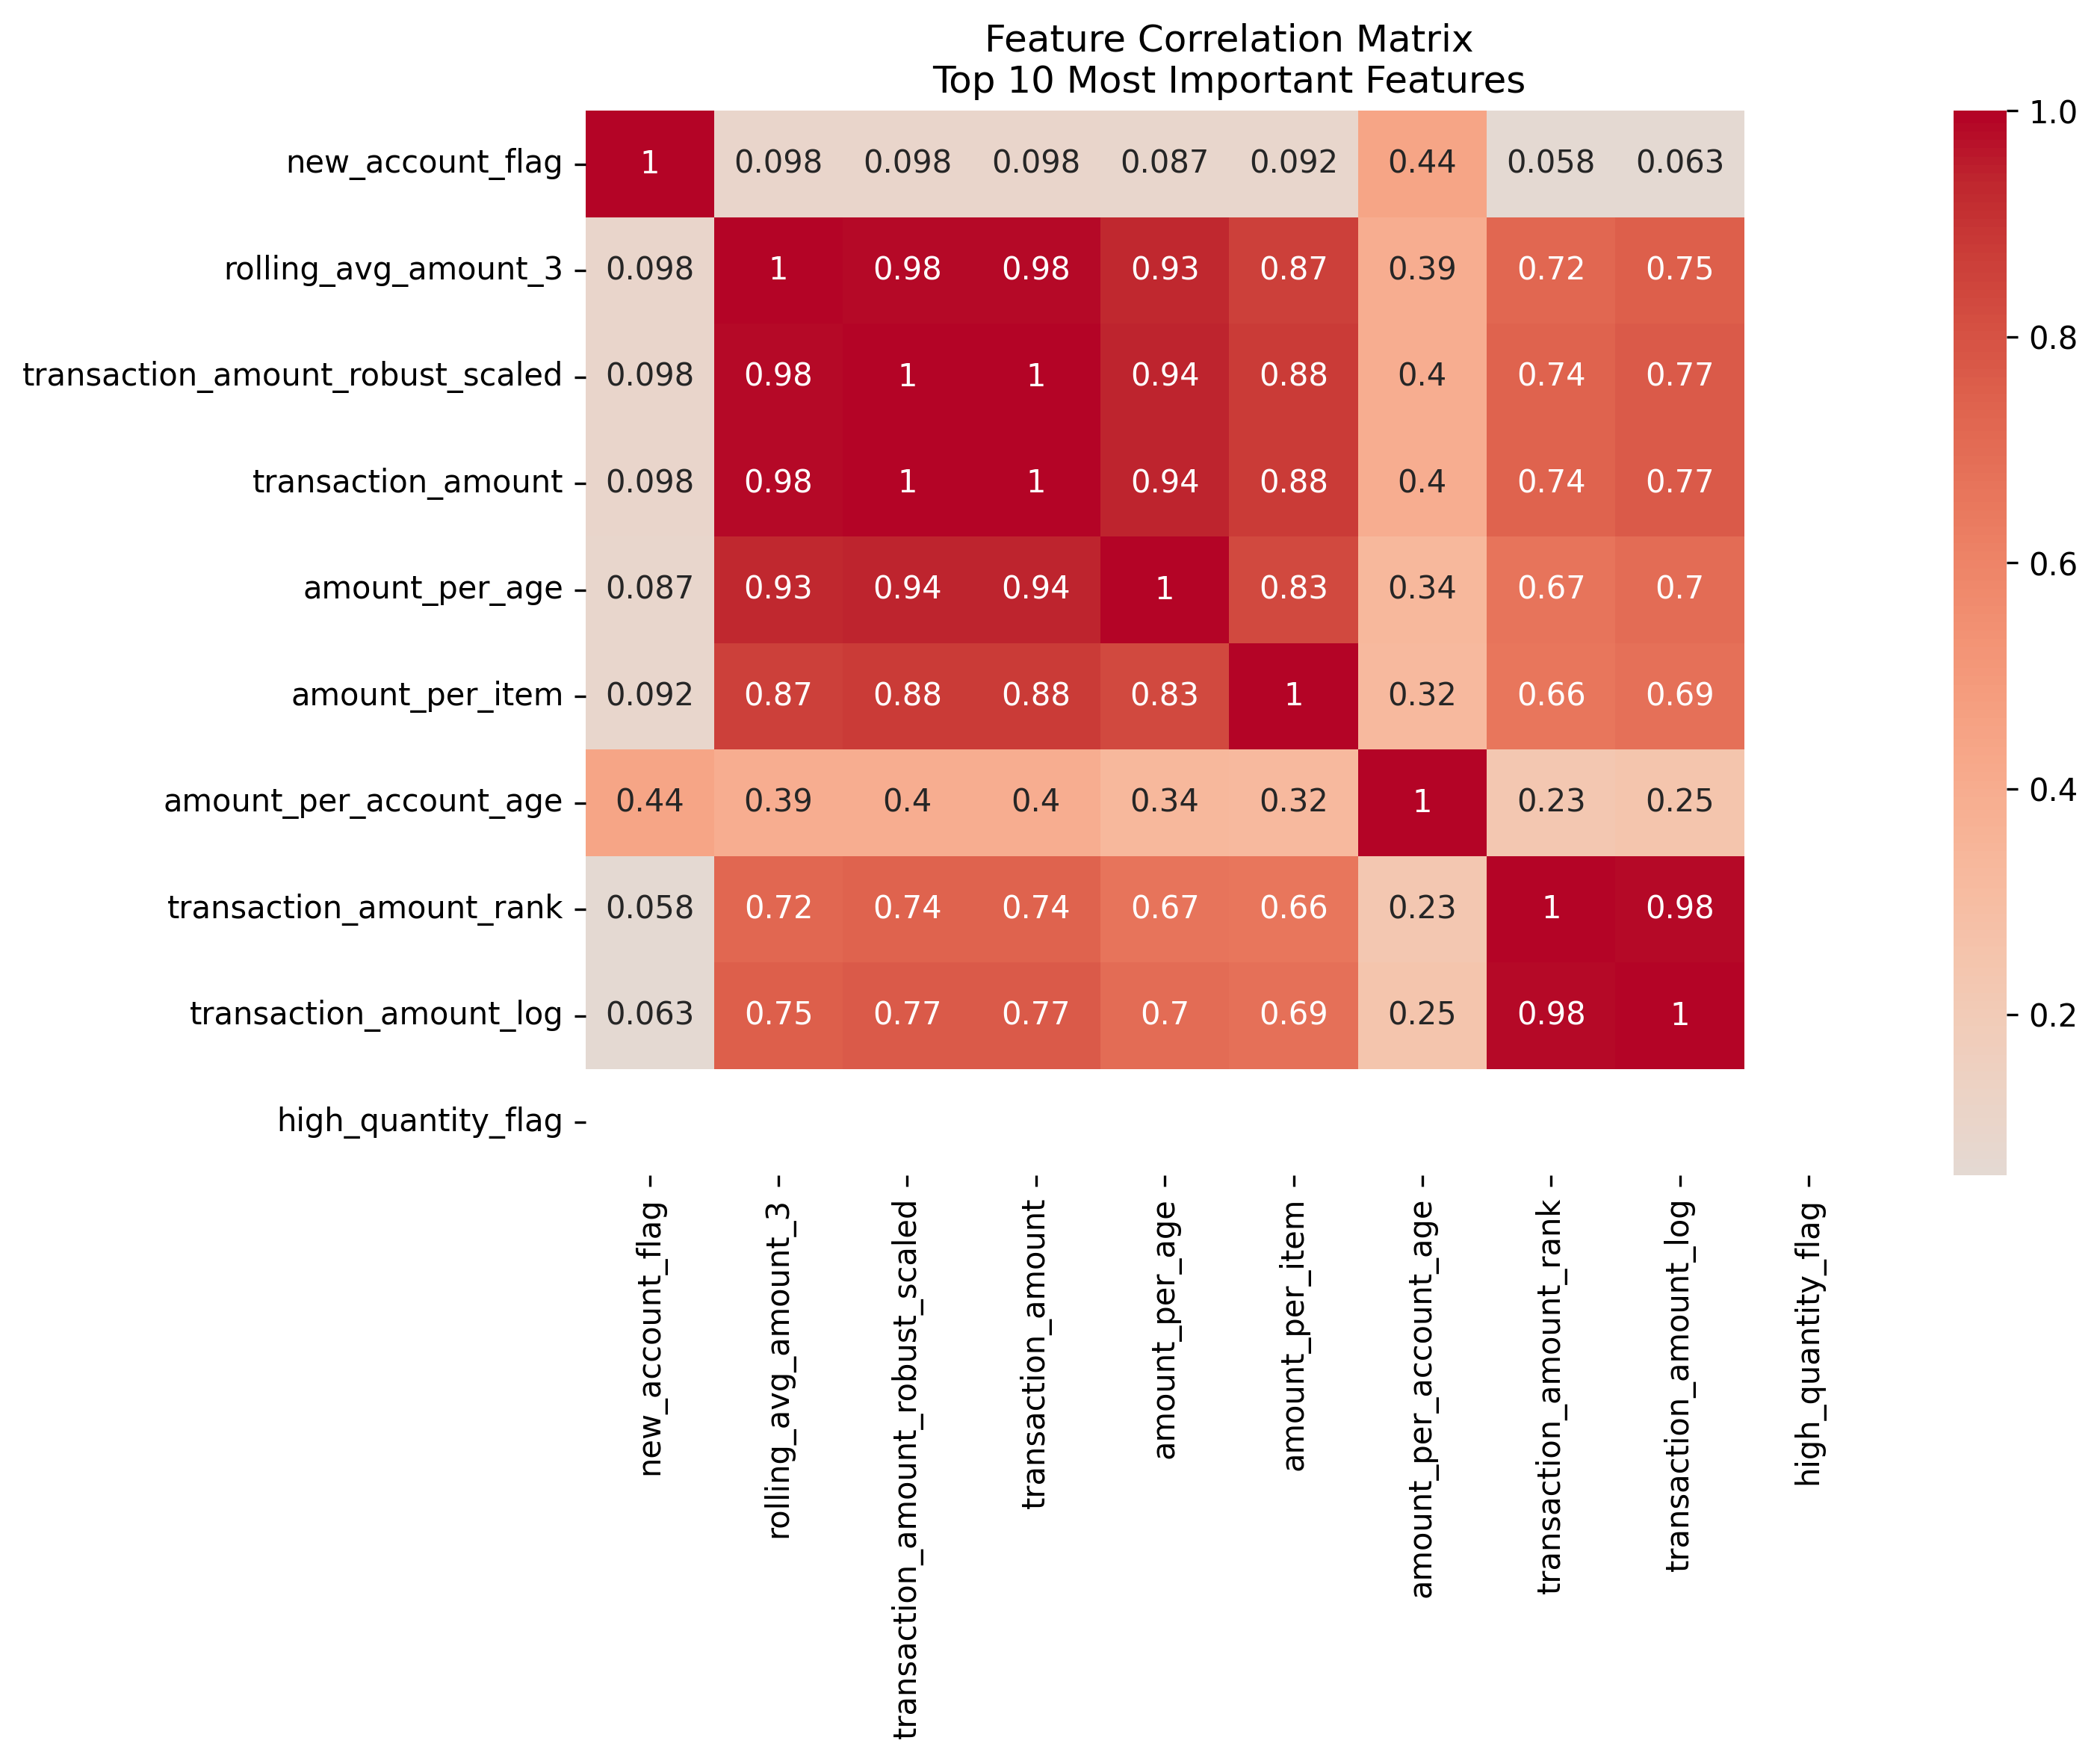 Feature Correlation Matrix
Top 10 Most Important Features
new_account_flag 1 0.098 0.098 0.098 0.087 0.092 0.44 0.058 0.063
rolling_avg_amount_3 0.098 1 0.98 0.98 0.93 0.87 0.39 0.72 0.75
transaction_amount_robust_scaled 0.098 0.98 1 1 0.94 0.88 0.4 0.74 0.77
transaction_amount 0.098 0.98 1 1 0.94 0.88 0.4 0.74 0.77
amount_per_age 0.087 0.93 0.94 0.94 1 0.83 0.34 0.67 0.7
amount_per_item 0.092 0.87 0.88 0.88 0.83 1 0.32 0.66 0.69
amount_per_account_age 0.44 0.39 0.4 0.4 0.34 0.32 1 0.23 0.25
transaction_amount_rank 0.058 0.72 0.74 0.74 0.67 0.66 0.23 1 0.98
transaction_amount_log 0.063 0.75 0.77 0.77 0.7 0.69 0.25 0.98 1
high_quantity_flag
new_account_flag
rolling_avg_amount_3
transaction_amount_robust_scaled
transaction_amount
amount_per_age
amount_per_item
amount_per_account_age
transaction_amount_rank
transaction_amount_log
high_quantity_flag
1.0
0.8
0.6
0.4
0.2